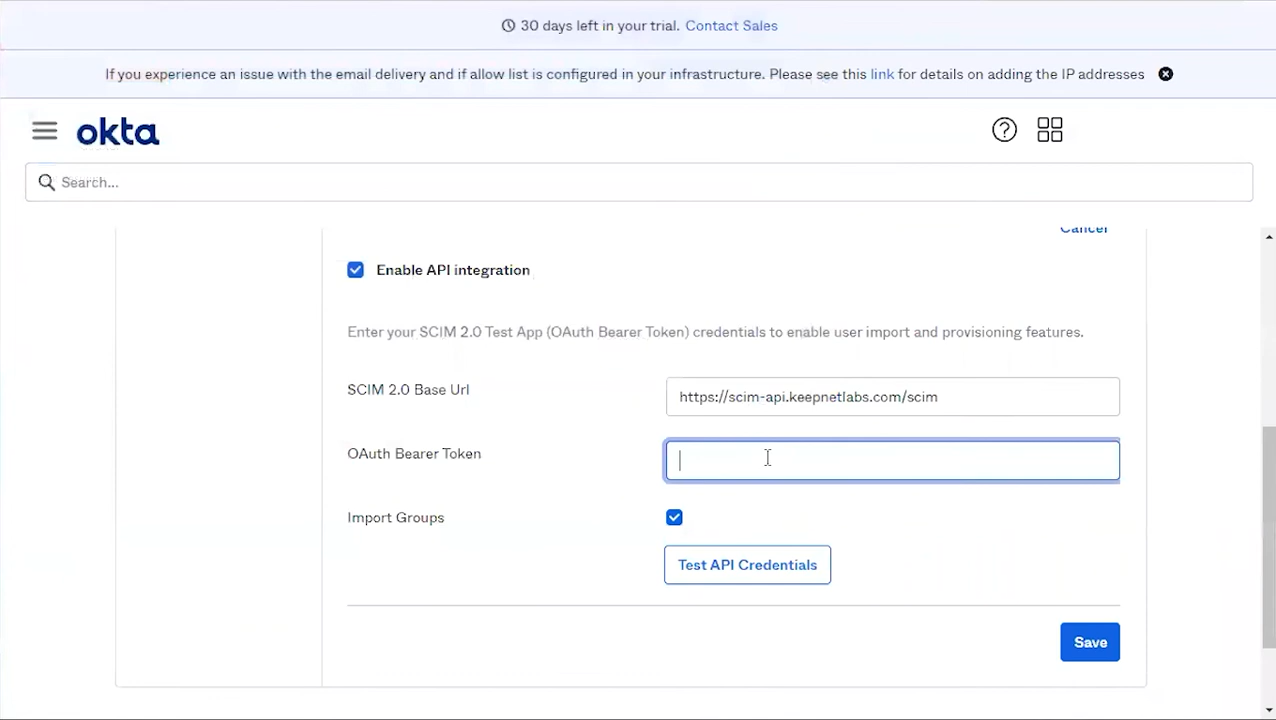 30 days left in your trial. Contact Sales
If you experience an issue with the email delivery and if allow list is configured in your infrastructure. Please see this link for details on adding the IP addresses
okta
Search...
Cancel
Enable API integration
Enter your SCIM 2.0 Test App (OAuth Bearer Token) credentials to enable user import and provisioning features.
SCIM 2.0 Base Url
https://scim-api.keepnetlabs.com/scim
OAuth Bearer Token
Import Groups
Test API Credentials
Save